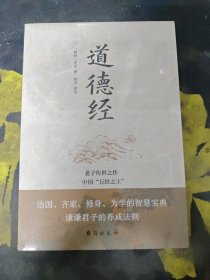 道德经
老子传世之作
中国“万经之王”
治国、齐家、修身、为学的智慧宝典
谦谦君子的养成法则